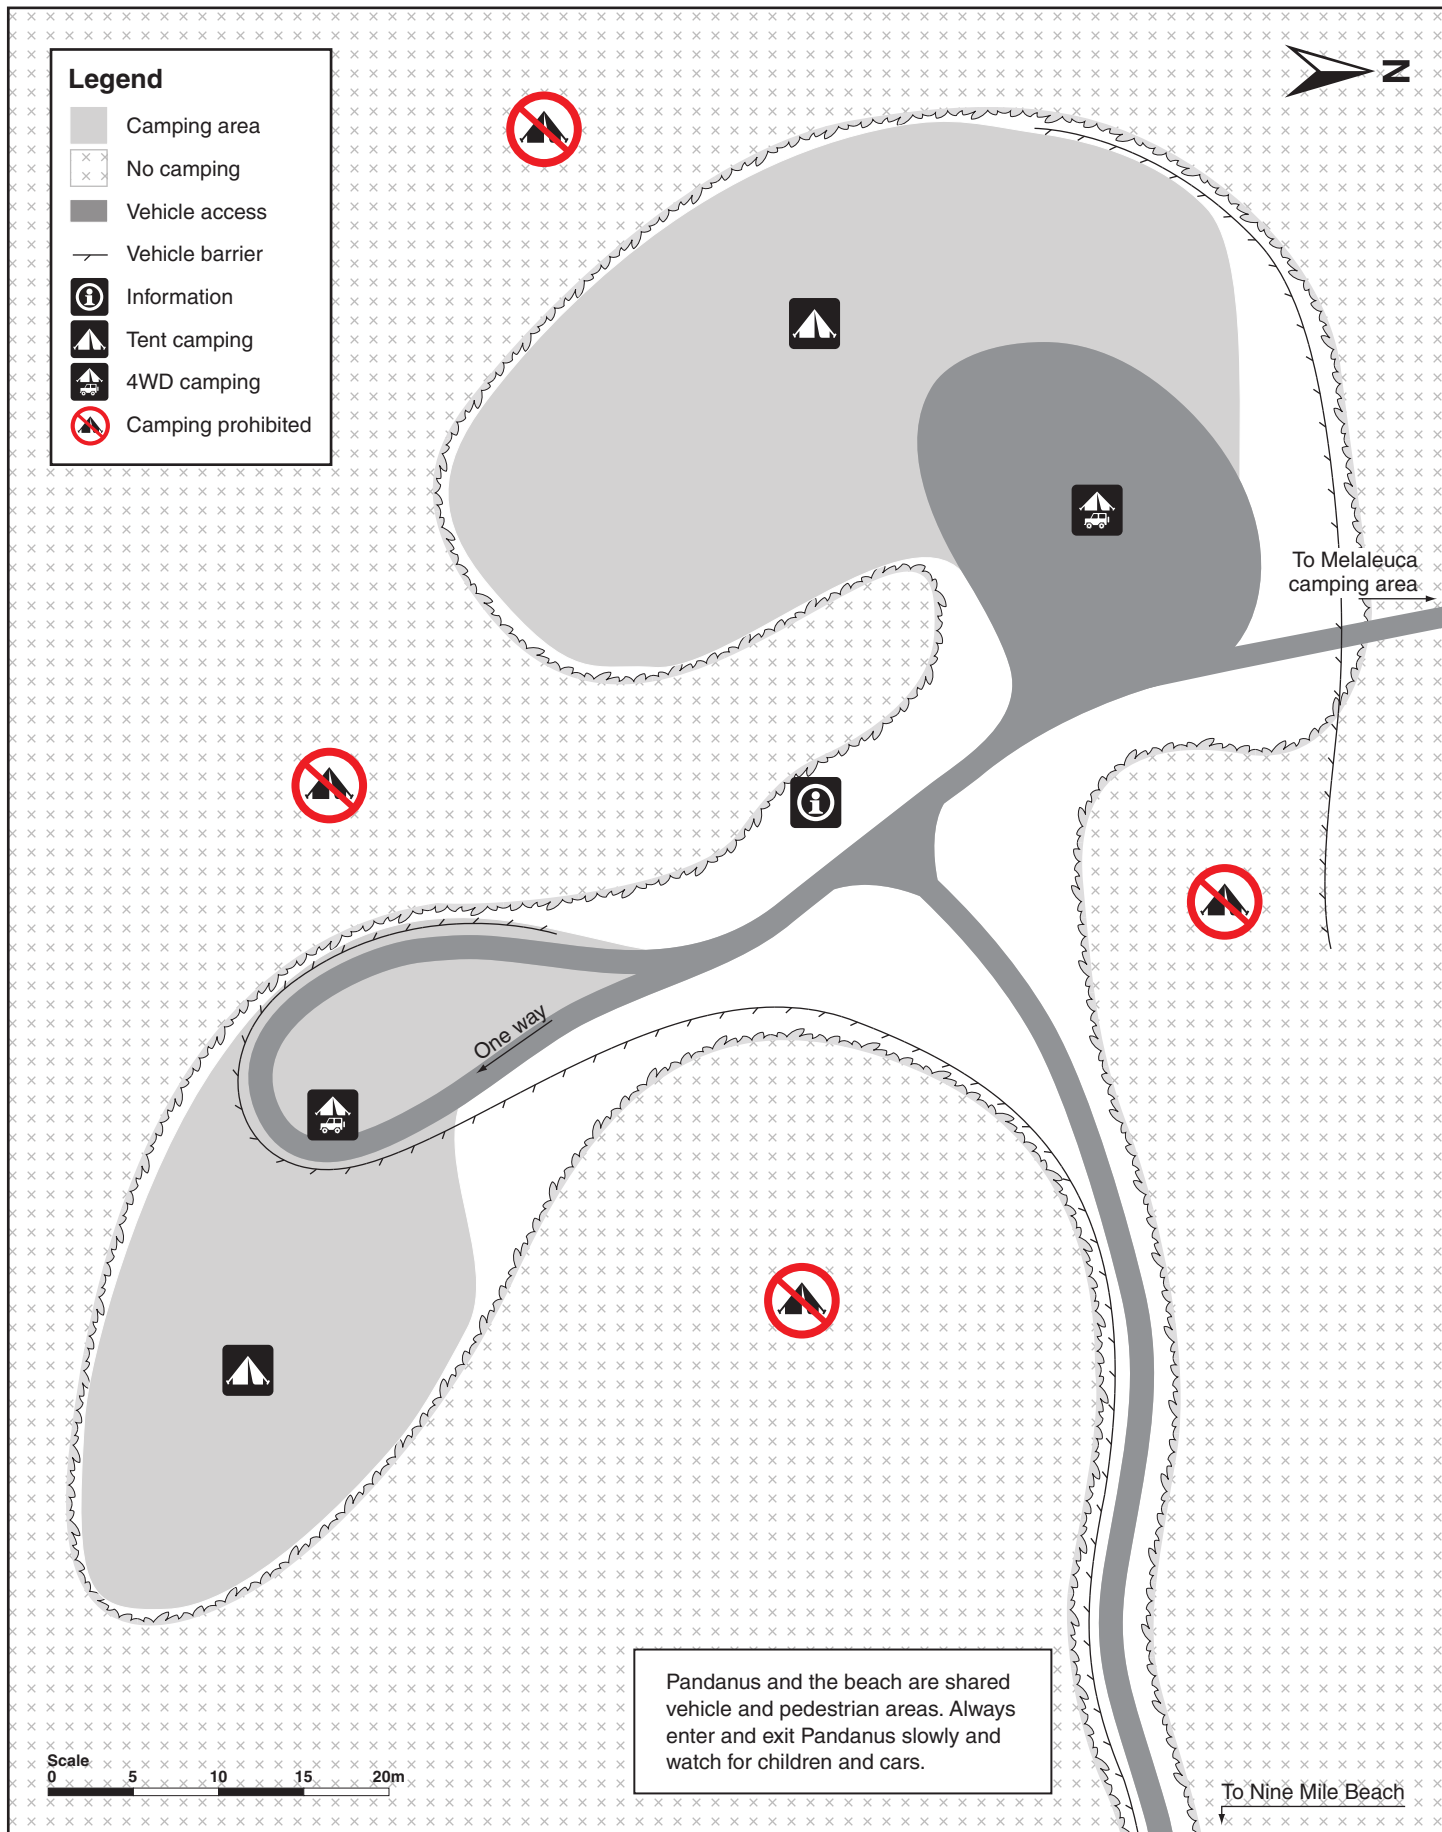 Legend
Camping area
No camping
Vehicle access
Vehicle barrier
Information
Tent camping
4WD camping
Camping prohibited
N
To Melaleuca
camping area
One way
Pandanus and the beach are shared
vehicle and pedestrian areas. Always
enter and exit Pandanus slowly and
watch for children and cars.
Scale
0 5 10 15 20m
To Nine Mile Beach